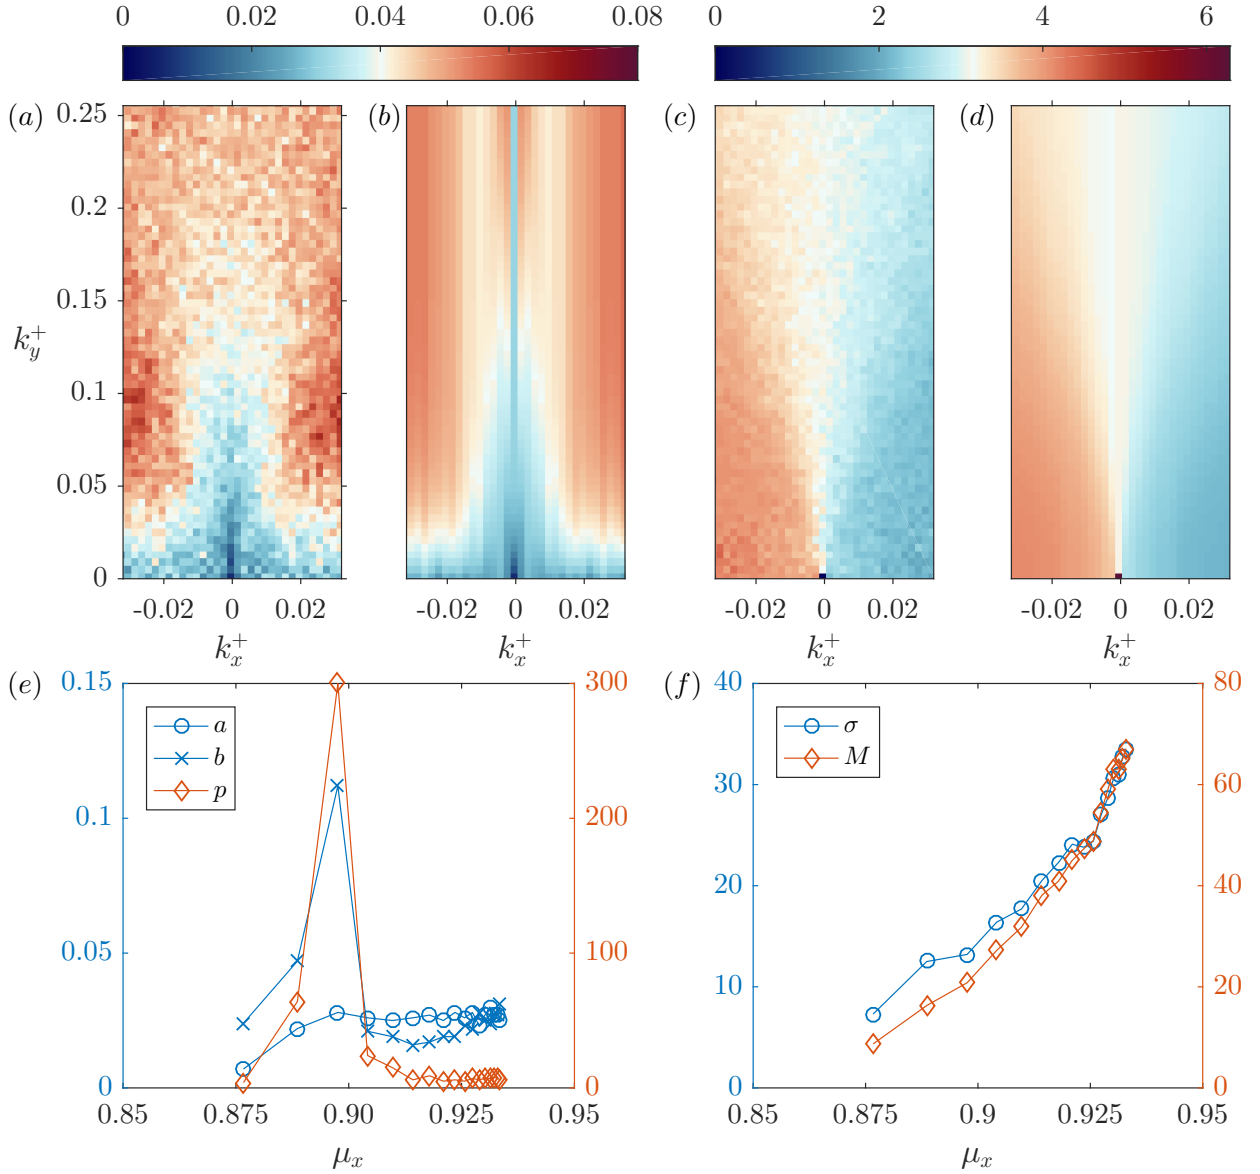 0 0.02 0.04 0.06 0.08
0 2 4 6
(a) (b) (c) (d)
0.25
0.2
0.15
k_y^+
0.1
0.05
0
-0.02 0 0.02
-0.02 0 0.02
-0.02 0 0.02
-0.02 0 0.02
k_x^+ k_x^+ k_x^+ k_x^+
(e)
0.15 300
a
b
p
0.1 200
0.05 100
0 0
0.85 0.875 0.90 0.925 0.95
μ_x
(f)
40 80
σ
M
30 60
20 40
10 20
0 0
0.85 0.875 0.9 0.925 0.95
μ_x